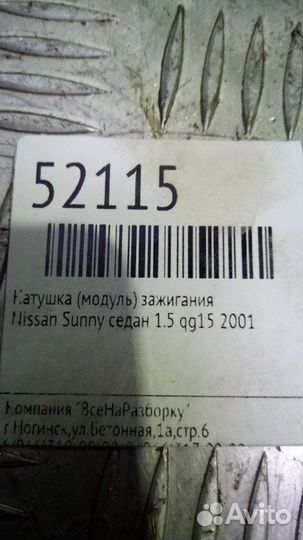 52115
Катушка (модуль) зажигания
Nissan Sunny седан 1.5 qg15 2001
Компания "ВсеНаРазборку"
г.Ногинск,ул.Бетонная,1а,стр.6
Avito